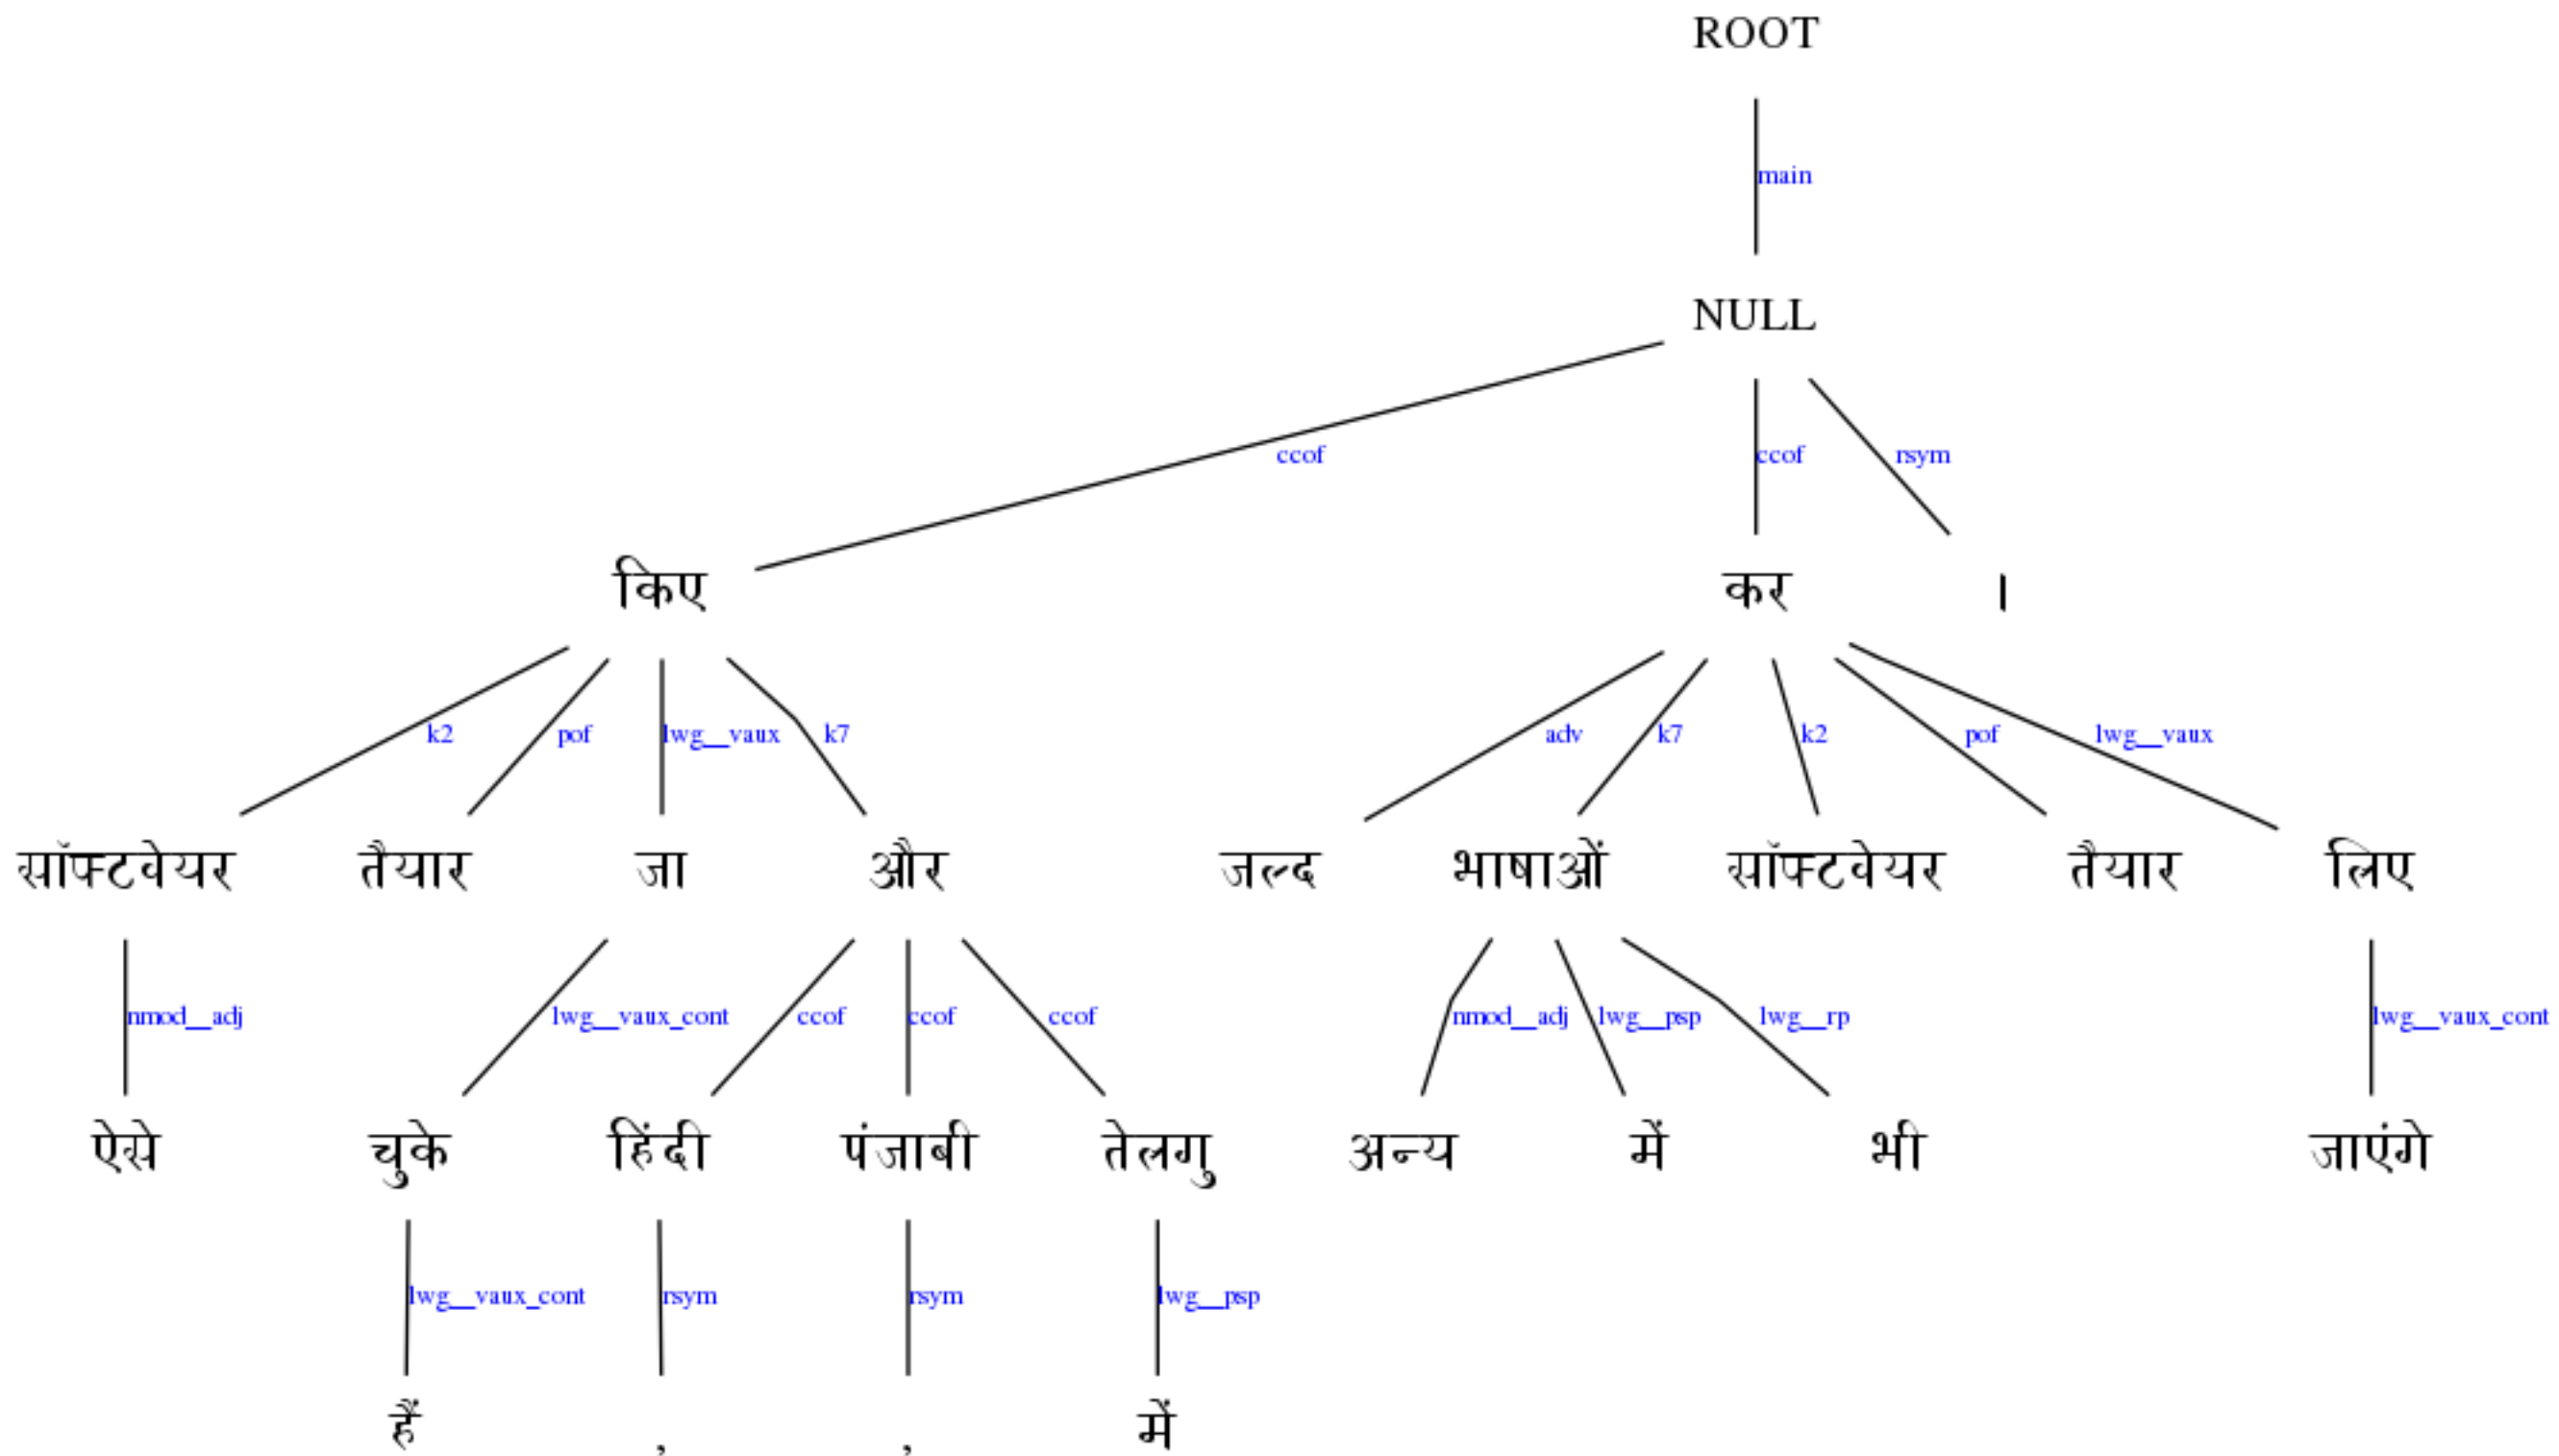 ROOT
main
NULL
ccof ccof rsym
किए कर ।
k2 pof lwg__vaux k7 adv k7 k2 pof lwg__vaux
सॉफ्टवेयर तैयार जा और जल्द भाषाओं सॉफ्टवेयर तैयार लिए
nmod__adj lwg__vaux_cont ccof ccof ccof nmod__adj lwg__psp lwg__rp lwg__vaux_cont
ऐसे चुके हिंदी पंजाबी तेलगु अन्य में भी जाएंगे
lwg__vaux_cont rsym rsym lwg__psp
हैं , , में